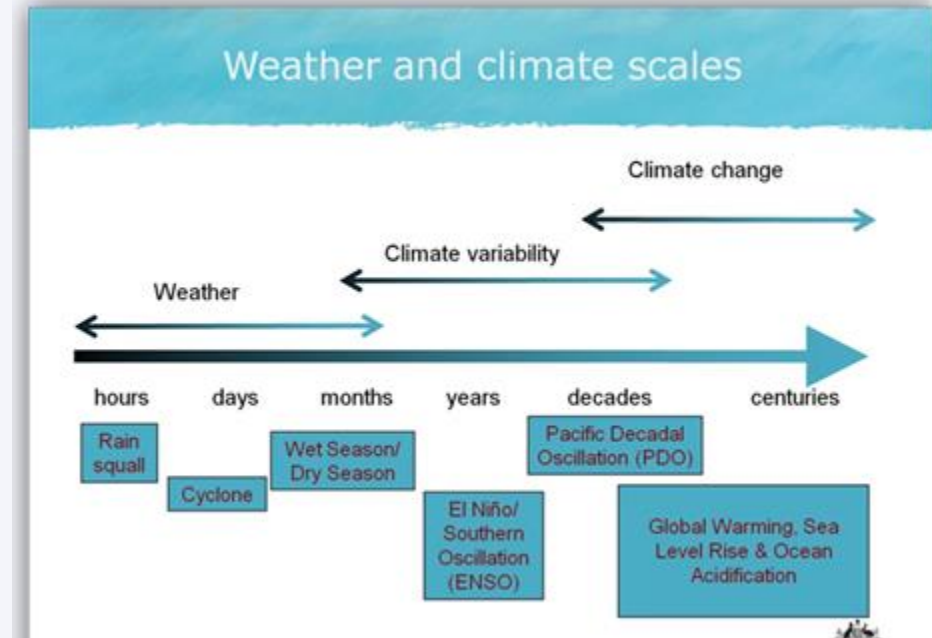 Weather and climate scales
Climate change
Climate variability
Weather
hours days months years decades centuries
Rain
squall
Cyclone
Wet Season/
Dry Season
El Niño/
Southern
Oscillation
(ENSO)
Pacific Decadal
Oscillation (PDO)
Global Warming, Sea
Level Rise & Ocean
Acidification